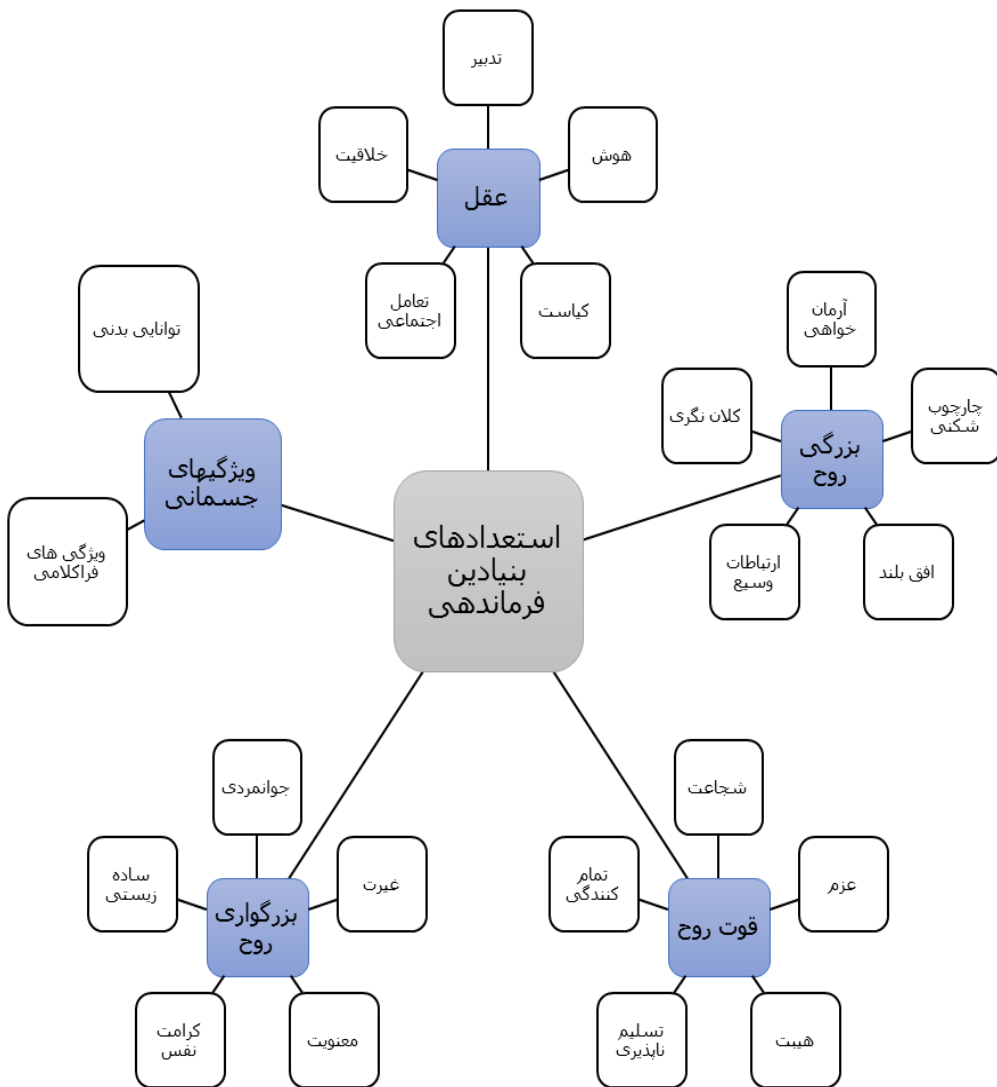 تدبیر
هوش
خلاقیت
عقل
کیاست
تعامل
اجتماعی
آرمان
خواهی
چارچوب
شکنی
کلان نگری
بزرگی
روح
افق بلند
ارتباطات
وسیع
توانایی بدنی
ویژگیهای
جسمانی
ویژگی های
فراکلامی
استعدادهای
بنیادین
فرماندهی
شجاعت
عزم
تمام
کنندگی
قوت روح
هیبت
تسلیم
ناپذیری
جوانمردی
غیرت
ساده
زیستی
بزرگواری
روح
معنویت
کرامت
نفس